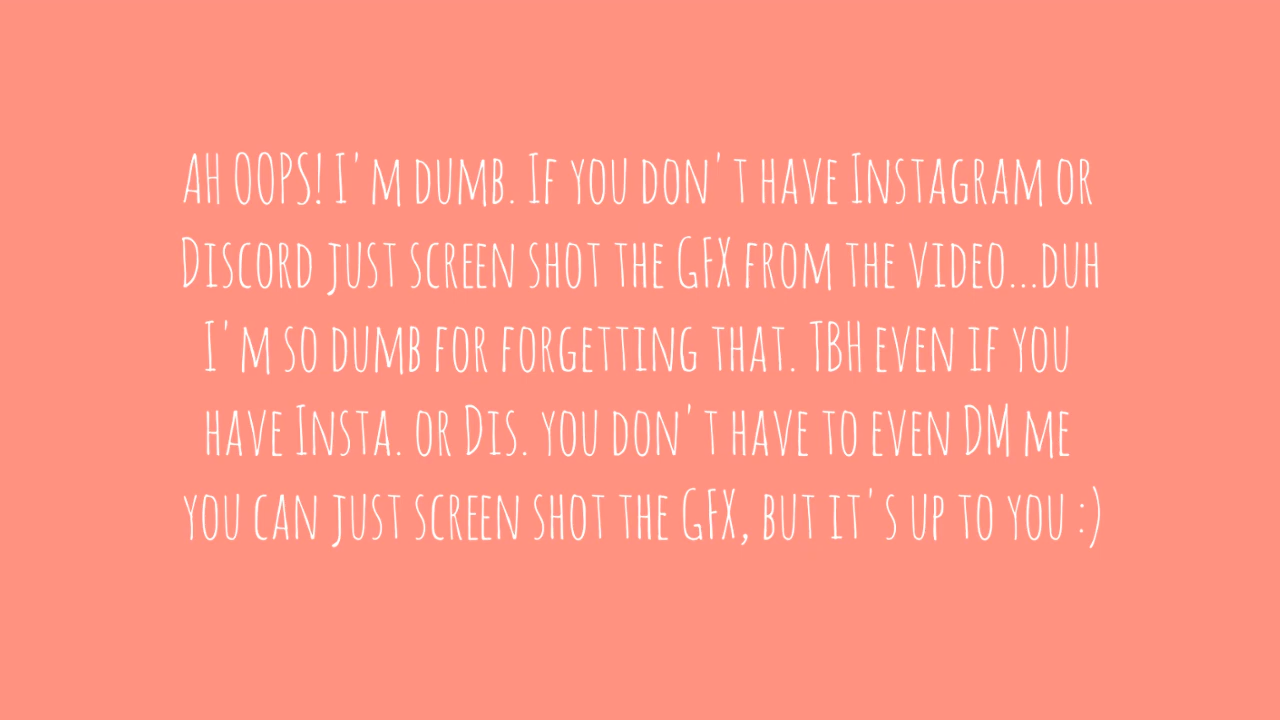 AH OOPS! I'm dumb. If you don't have Instagram or
Discord just screen shot the GFX from the video...duh
I'm so dumb for forgetting that. TBH even if you
have Insta. or Dis. you don't have to even DM me
you can just screen shot the GFX, but it's up to you :)